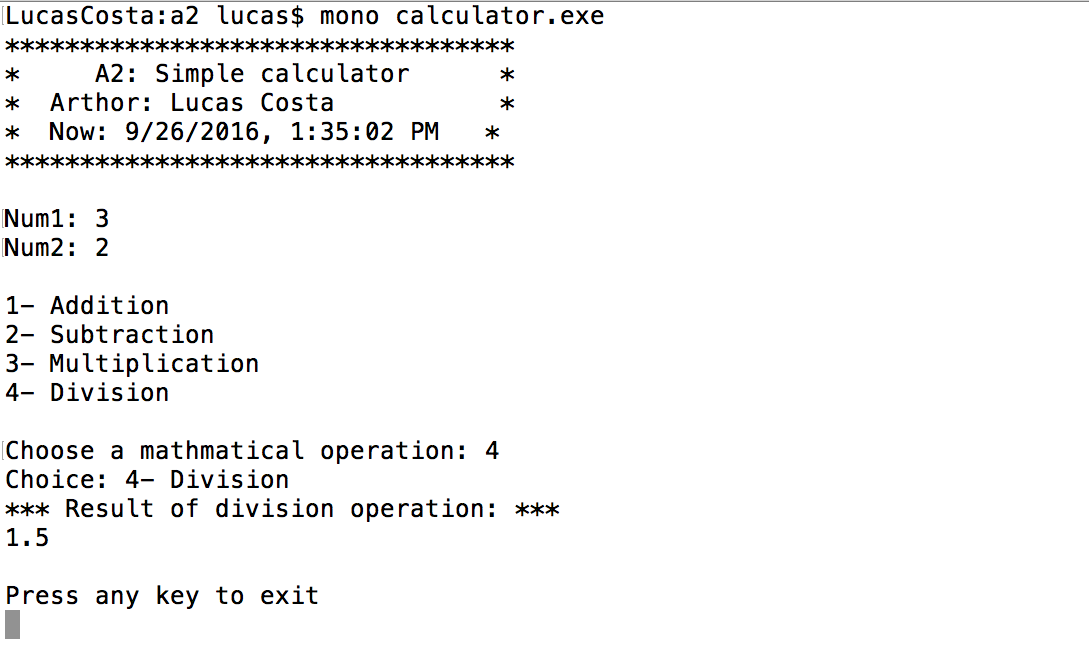 LucasCosta:a2 lucas$ mono calculator.exe
**********************************
*     A2: Simple calculator      *
*  Arthor: Lucas Costa           *
*  Now: 9/26/2016, 1:35:02 PM   *
**********************************
Num1: 3
Num2: 2
1- Addition
2- Subtraction
3- Multiplication
4- Division
Choose a mathmatical operation: 4
Choice: 4- Division
*** Result of division operation: ***
1.5
Press any key to exit